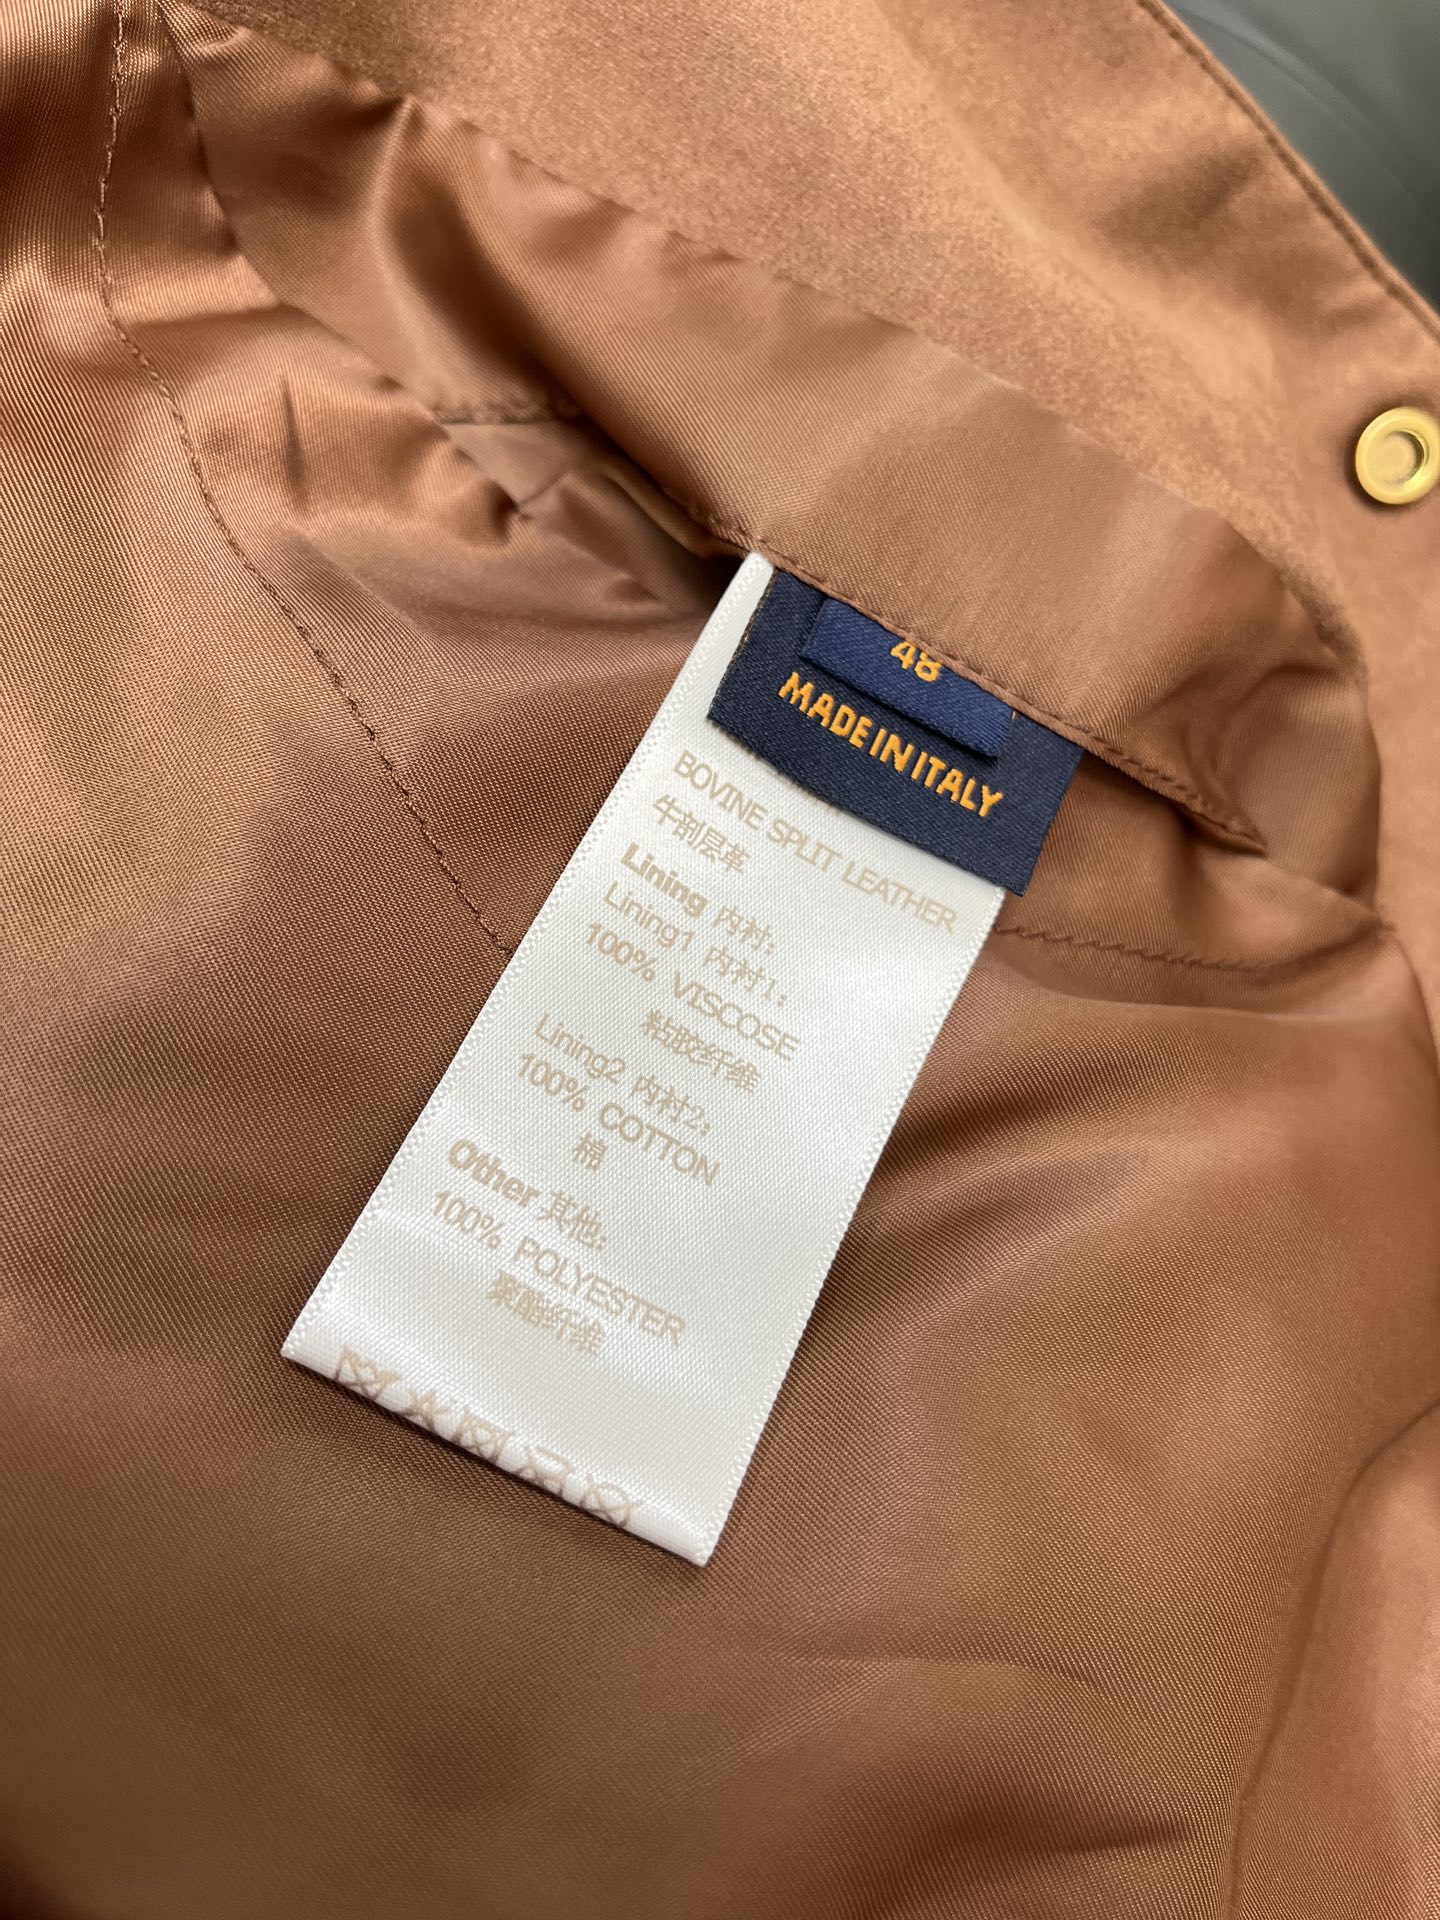 48
MADE IN ITALY
BOVINE SPLIT LEATHER
牛剖层革
Lining 内衬:
Lining1 内衬1:
100% VISCOSE
粘胶纤维
Lining2 内衬2:
100% COTTON
棉
Other 其他:
100% POLYESTER
聚酯纤维